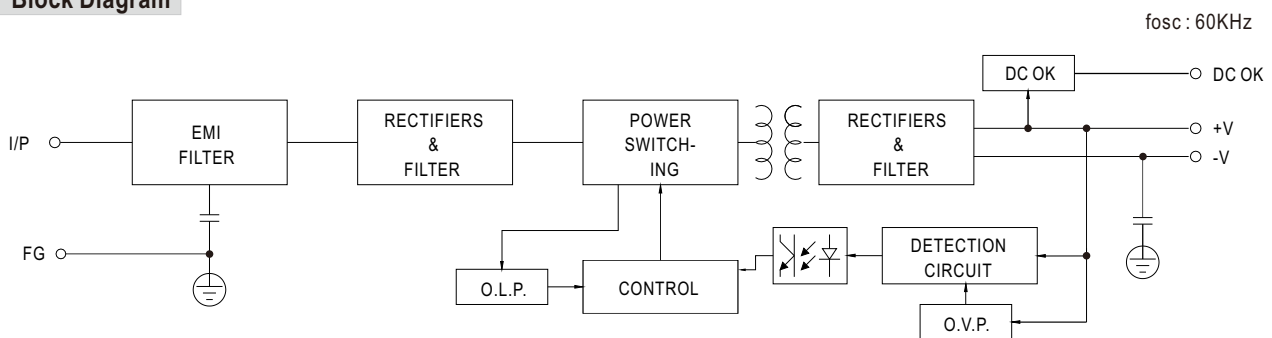 Block Diagram
fosc : 60KHz
DC OK
DC OK
I/P
EMI
FILTER
RECTIFIERS
&
FILTER
POWER
SWITCH-
ING
RECTIFIERS
&
FILTER
+V
-V
FG
O.L.P.
CONTROL
DETECTION
CIRCUIT
O.V.P.